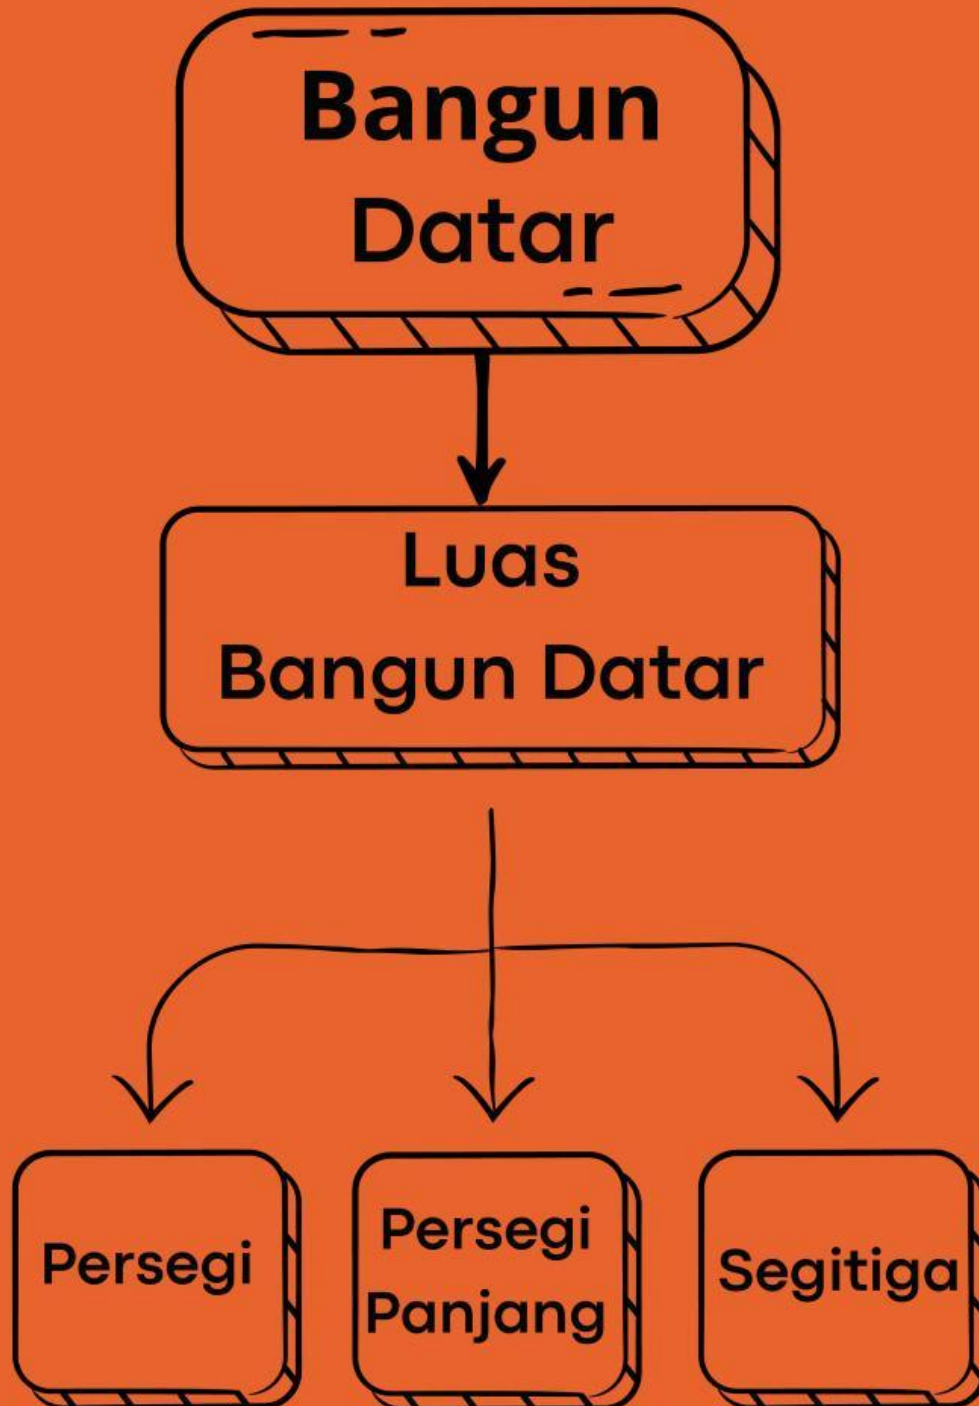 Bangun
Datar
Luas
Bangun Datar
Persegi
Persegi
Panjang
Segitiga